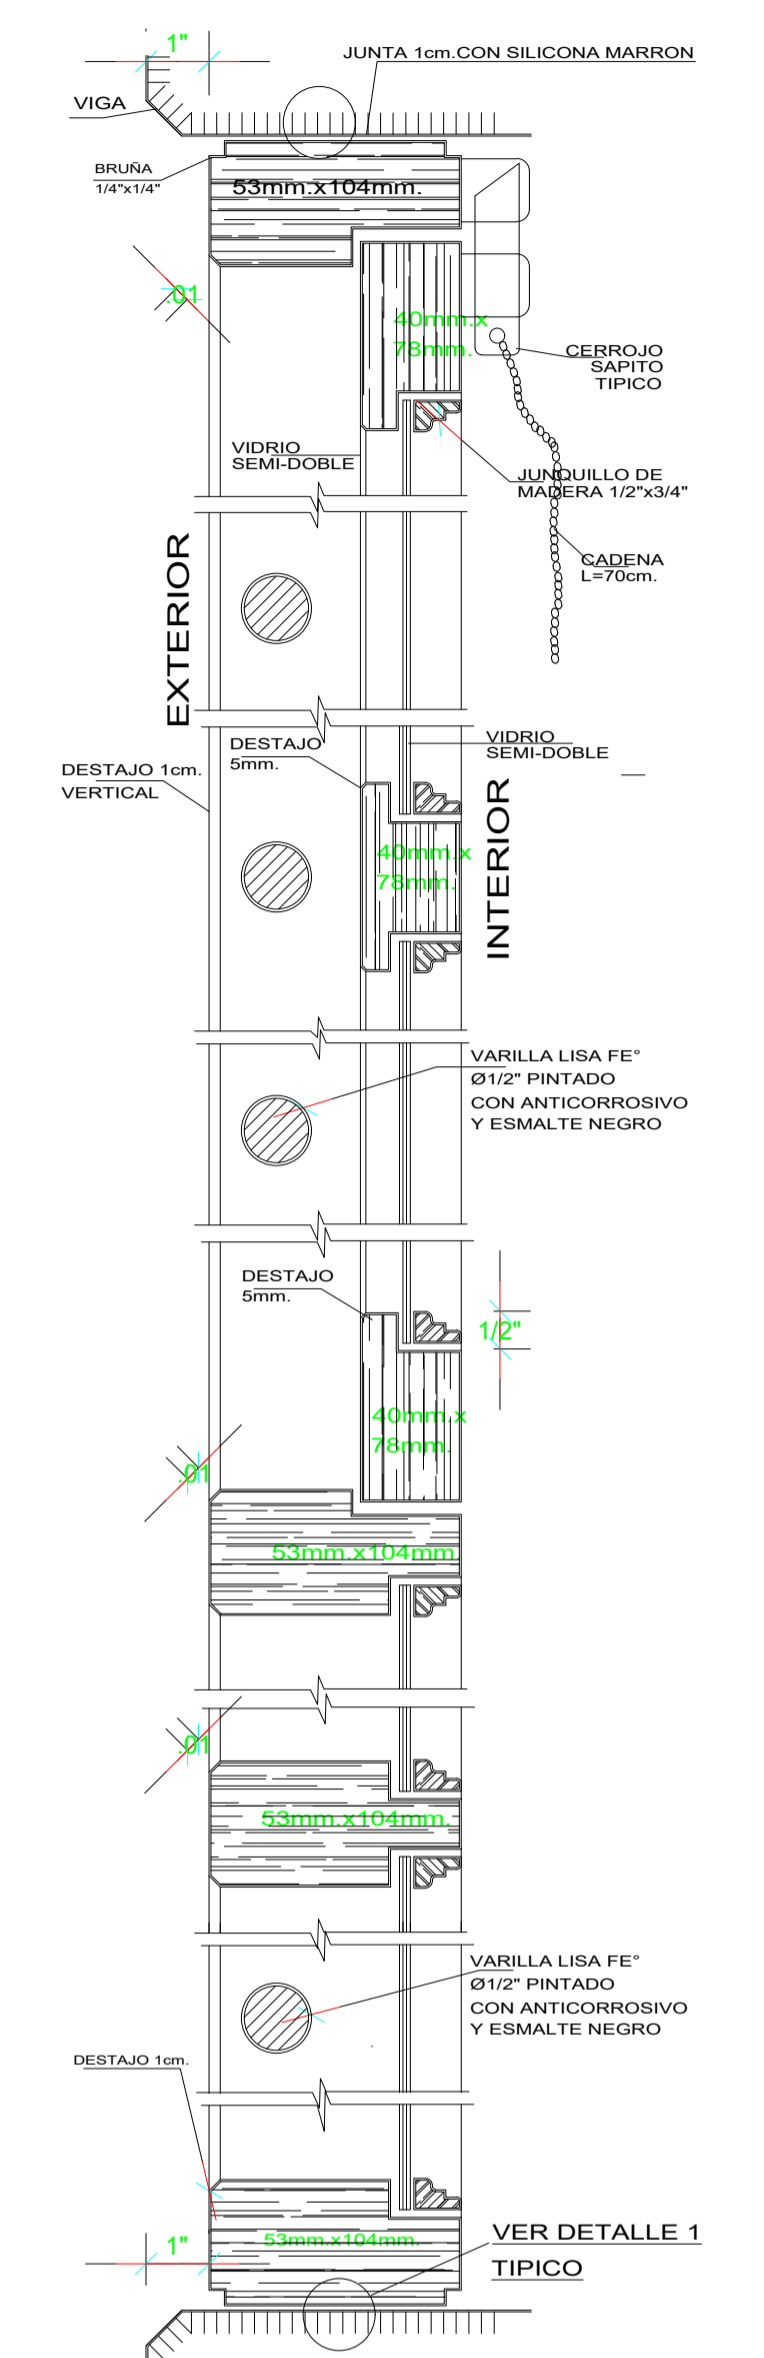 1"
JUNTA 1cm.CON SILICONA MARRON
VIGA
BRUÑA
1/4"x1/4"
53mm.x104mm.
.01
40mm.x
78mm.
CERROJO
SAPITO
TIPICO
VIDRIO
SEMI-DOBLE
JUNQUILLO DE
MADERA 1/2"x3/4"
EXTERIOR
CADENA
L=70cm.
DESTAJO
5mm.
VIDRIO
SEMI-DOBLE
DESTAJO 1cm.
VERTICAL
INTERIOR
40mm.x
78mm.
VARILLA LISA FE°
Ø1/2" PINTADO
CON ANTICORROSIVO
Y ESMALTE NEGRO
DESTAJO
5mm.
1/2"
40mm.x
78mm.
.01
53mm.x104mm.
.01
53mm.x104mm.
VARILLA LISA FE°
Ø1/2" PINTADO
CON ANTICORROSIVO
Y ESMALTE NEGRO
DESTAJO 1cm.
1"
53mm.x104mm.
VER DETALLE 1
TIPICO